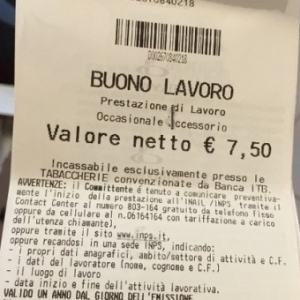 0002670840218
0002670840218
BUONO LAVORO
Prestazione di Lavoro
Occasionale Accessorio
Valore netto € 7,50
Incassabile esclusivamente presso le
TABACCHERIE convenzionate da Banca ITB.
AVVERTENZE: il Committente è tenuto a comunicare preventiva-
mente l'inizio della prestazione all'INAIL /INPS tramite il
Contact Center al numero 803-164 gratuito da telefono fisso
oppure da cellulare al n.06164164 con tariffazione a carico
dell'utenza chiamante),
oppure tramite il sito www.inps.it,
oppure recandosi in una sede INPS, indicando:
- i propri dati anagrafici, ambito/settore di attività e C.F.
- i dati del lavoratore (nome, cognome e C.F.)
- il luogo di lavoro
- data inizio e fine dell'attività lavorativa.
VALIDO UN ANNO DAL GIORNO DELL'EMISSIONE